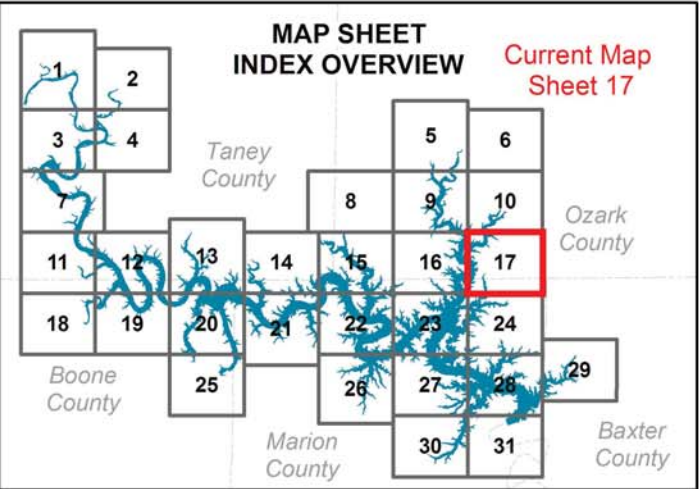 MAP SHEET
INDEX OVERVIEW
Current Map
Sheet 17
1
2
3
4
5
6
Taney
County
7
8
9
10
Ozark
County
11
12
13
14
15
16
17
18
19
20
21
22
23
24
25
26
27
28
29
Boone
County
Marion
County
30
31
Baxter
County